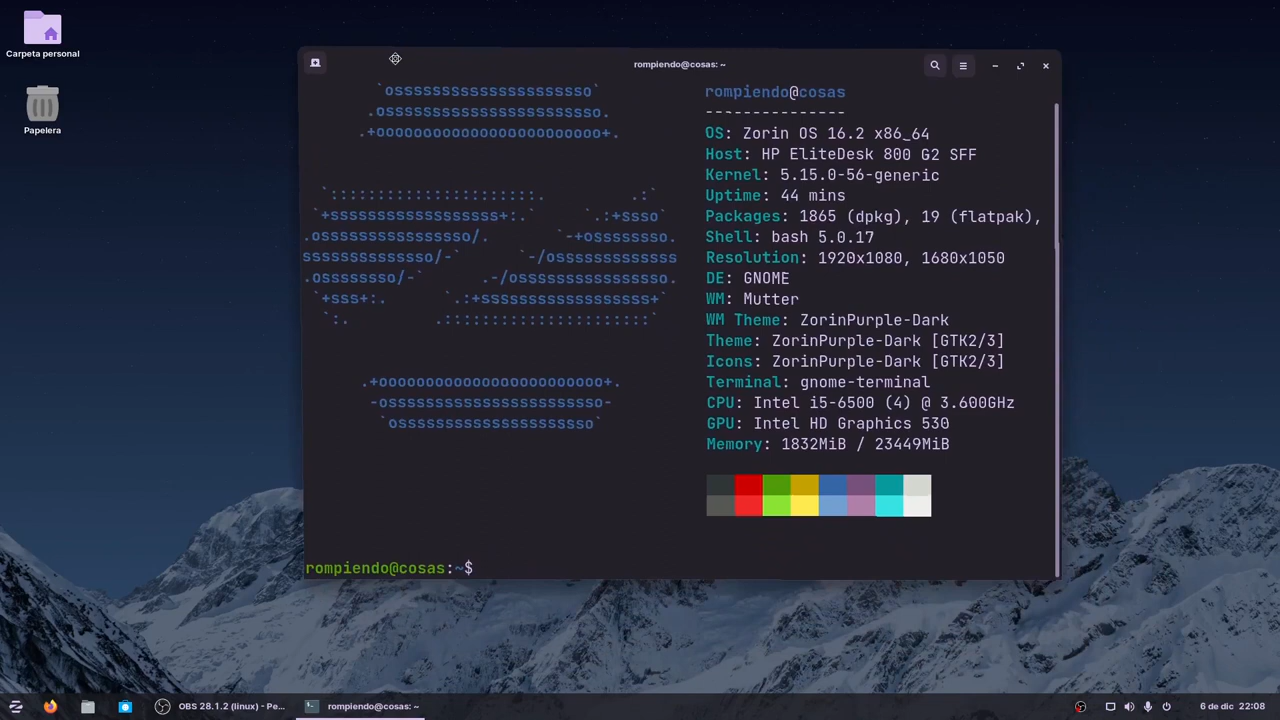 Carpeta personal
Papelera
rompiendo@cosas: ~
rompiendo@cosas
---------------
OS: Zorin OS 16.2 x86_64
Host: HP EliteDesk 800 G2 SFF
Kernel: 5.15.0-56-generic
Uptime: 44 mins
Packages: 1865 (dpkg), 19 (flatpak),
Shell: bash 5.0.17
Resolution: 1920x1080, 1680x1050
DE: GNOME
WM: Mutter
WM Theme: ZorinPurple-Dark
Theme: ZorinPurple-Dark [GTK2/3]
Icons: ZorinPurple-Dark [GTK2/3]
Terminal: gnome-terminal
CPU: Intel i5-6500 (4) @ 3.600GHz
GPU: Intel HD Graphics 530
Memory: 1832MiB / 23449MiB
rompiendo@cosas:~$
OBS 28.1.2 (linux) - Pe...
rompiendo@cosas: ~
6 de dic 22:08